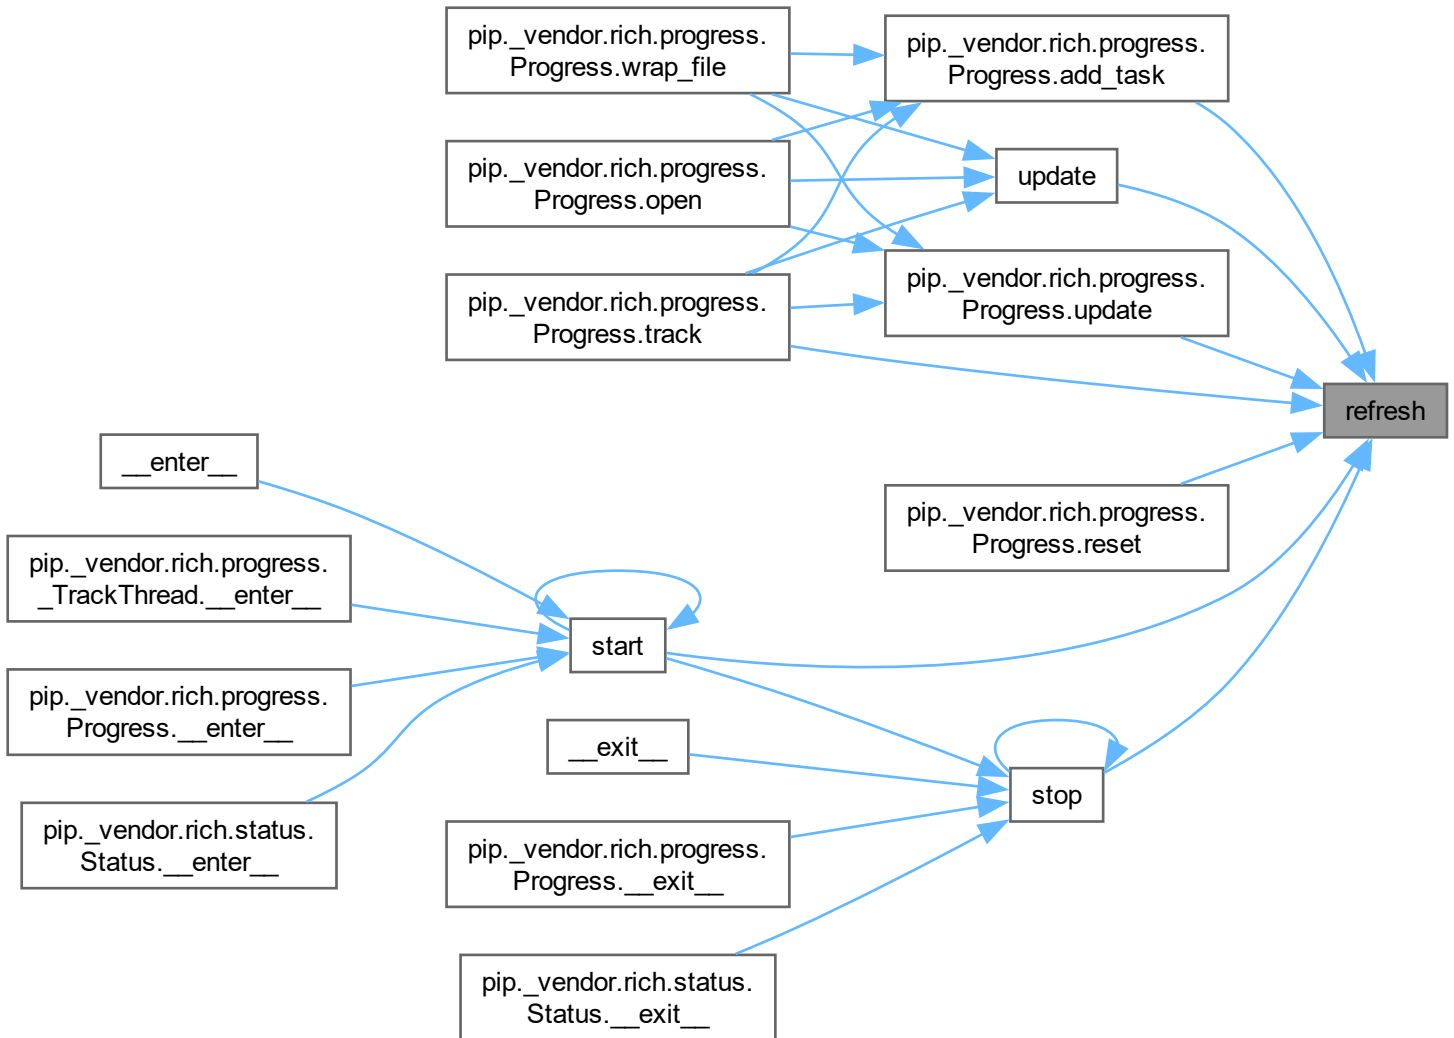 pip._vendor.rich.progress.
Progress.wrap_file
pip._vendor.rich.progress.
Progress.add_task
pip._vendor.rich.progress.
Progress.open
update
pip._vendor.rich.progress.
Progress.update
pip._vendor.rich.progress.
Progress.track
refresh
__enter__
pip._vendor.rich.progress.
Progress.reset
pip._vendor.rich.progress.
_TrackThread.__enter__
start
pip._vendor.rich.progress.
Progress.__enter__
__exit__
stop
pip._vendor.rich.status.
Status.__enter__
pip._vendor.rich.progress.
Progress.__exit__
pip._vendor.rich.status.
Status.__exit__